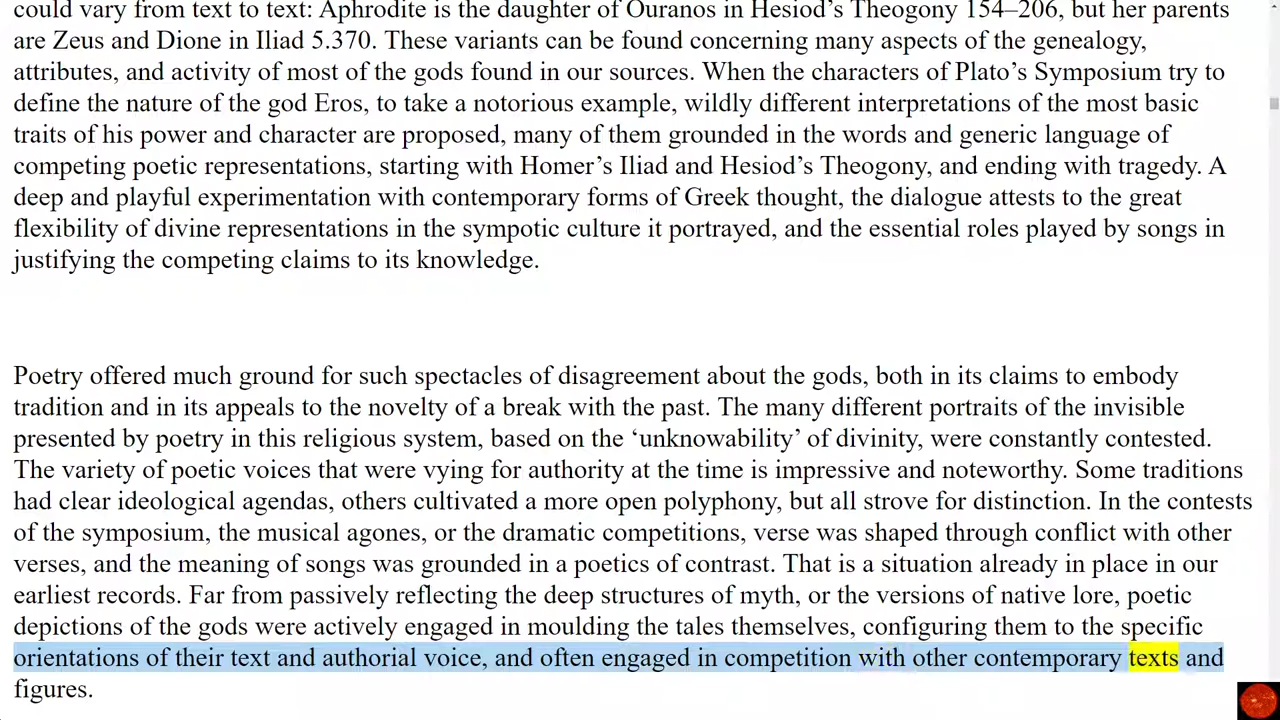 could vary from text to text: Aphrodite is the daughter of Ouranos in Hesiod’s Theogony 154–206, but her parents
are Zeus and Dione in Iliad 5.370. These variants can be found concerning many aspects of the genealogy,
attributes, and activity of most of the gods found in our sources. When the characters of Plato’s Symposium try to
define the nature of the god Eros, to take a notorious example, wildly different interpretations of the most basic
traits of his power and character are proposed, many of them grounded in the words and generic language of
competing poetic representations, starting with Homer’s Iliad and Hesiod’s Theogony, and ending with tragedy. A
deep and playful experimentation with contemporary forms of Greek thought, the dialogue attests to the great
flexibility of divine representations in the sympotic culture it portrayed, and the essential roles played by songs in
justifying the competing claims to its knowledge.
Poetry offered much ground for such spectacles of disagreement about the gods, both in its claims to embody
tradition and in its appeals to the novelty of a break with the past. The many different portraits of the invisible
presented by poetry in this religious system, based on the ‘unknowability’ of divinity, were constantly contested.
The variety of poetic voices that were vying for authority at the time is impressive and noteworthy. Some traditions
had clear ideological agendas, others cultivated a more open polyphony, but all strove for distinction. In the contests
of the symposium, the musical agones, or the dramatic competitions, verse was shaped through conflict with other
verses, and the meaning of songs was grounded in a poetics of contrast. That is a situation already in place in our
earliest records. Far from passively reflecting the deep structures of myth, or the versions of native lore, poetic
depictions of the gods were actively engaged in moulding the tales themselves, configuring them to the specific
orientations of their text and authorial voice, and often engaged in competition with other contemporary texts and
figures.